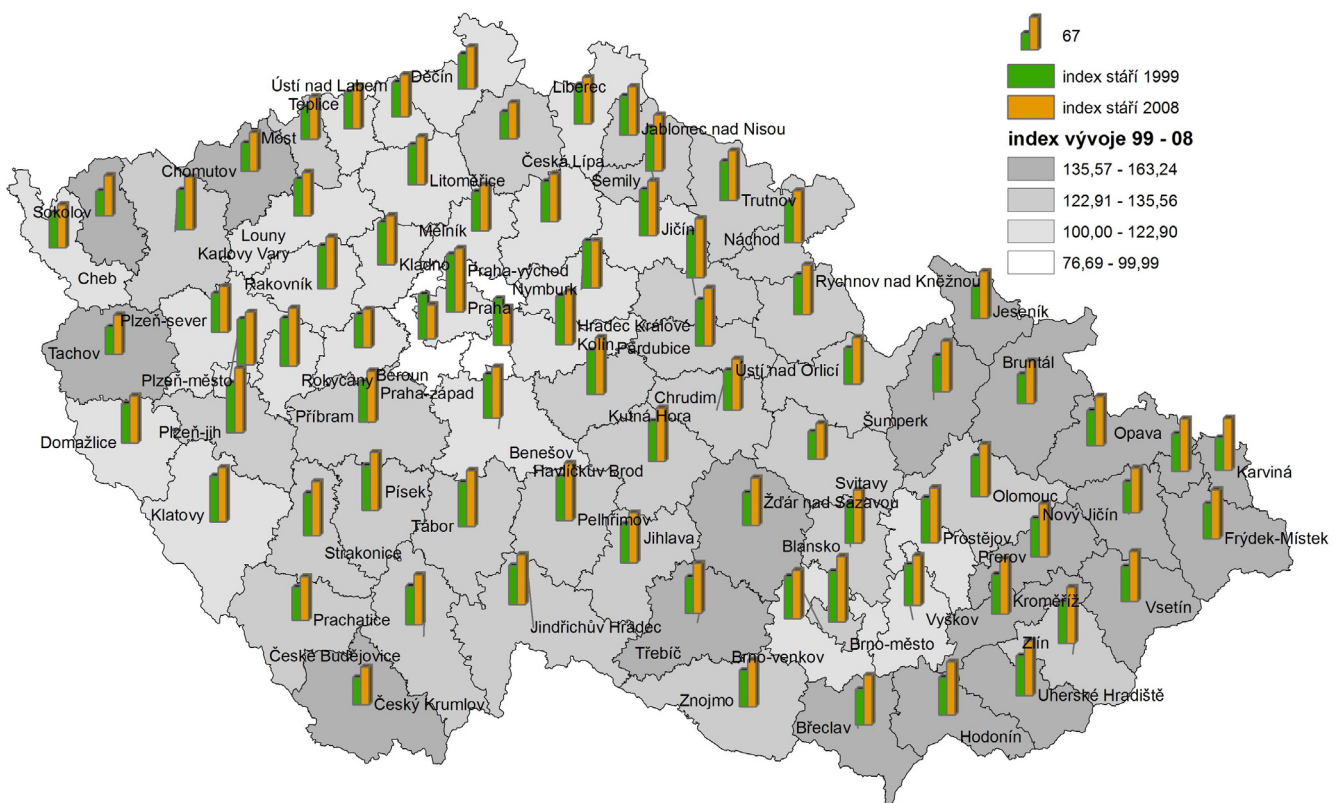 67
index stáří 1999
index stáří 2008
index vývoje 99 - 08
135,57 - 163,24
122,91 - 135,56
100,00 - 122,90
76,69 - 99,99
Děčín
Ústí nad Labem
Liberec
Teplice
Jablonec nad Nisou
Most
Česká Lípa
Chomutov
Litoměřice
Semily
Trutnov
Sokolov
Mělník
Jičín
Louny
Náchod
Karlovy Vary
Kladno
Praha-východ
Cheb
Rakovník
Nymburk
Rychnov nad Kněžnou
Praha
Jeseník
Plzeň-sever
Hradec Králové
Kolín
Pardubice
Tachov
Bruntál
Ústí nad Orlicí
Beroun
Rokycany
Plzeň-město
Praha-západ
Chrudim
Příbram
Kutná Hora
Šumperk
Plzeň-jih
Opava
Domažlice
Benešov
Havlíčkův Brod
Karviná
Svitavy
Olomouc
Písek
Žďár nad Sázavou
Klatovy
Nový Jičín
Pelhřimov
Tábor
Jihlava
Prostějov
Frýdek-Místek
Blansko
Strakonice
Přerov
Kroměříž
Vsetín
Prachatice
Vyškov
Jindřichův Hradec
Zlín
Brno-město
Třebíč
České Budějovice
Brno-venkov
Uherské Hradiště
Znojmo
Český Krumlov
Břeclav
Hodonín